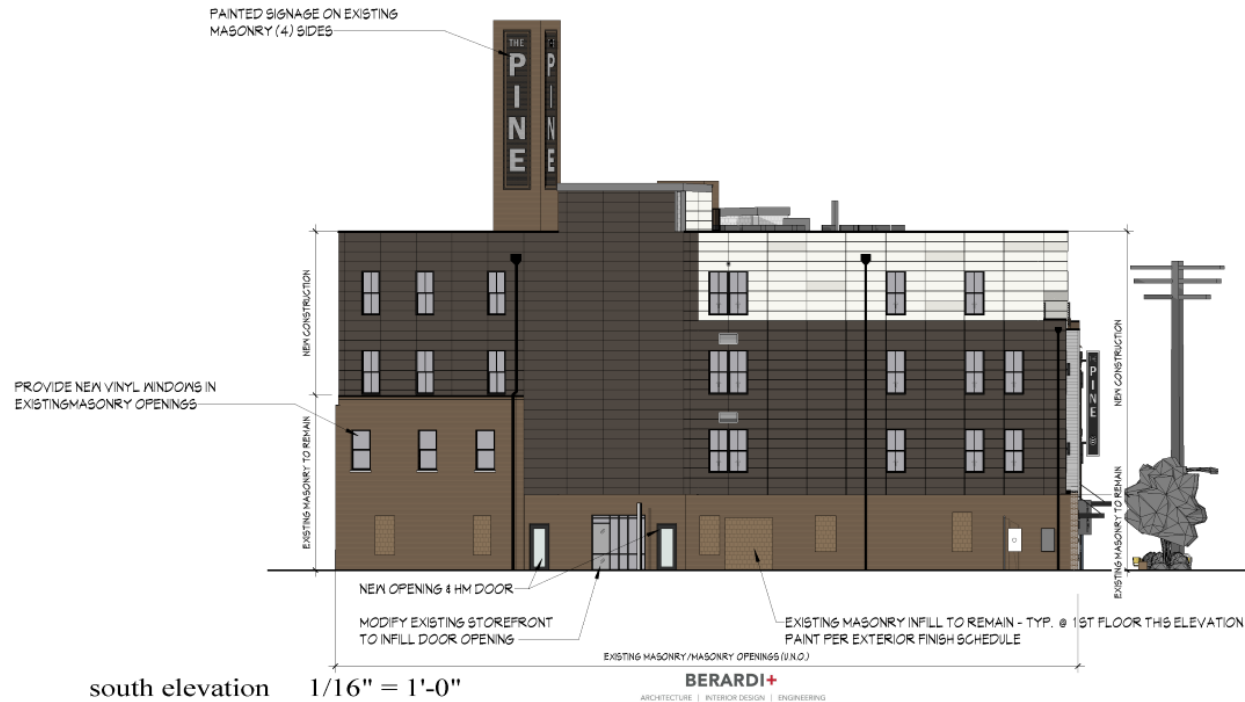 PAINTED SIGNAGE ON EXISTING
MASONRY (4) SIDES
THE
PINE
PINE
NEW CONSTRUCTION
EXISTING MASONRY TO REMAIN
PROVIDE NEW VINYL WINDOWS IN
EXISTINGMASONRY OPENINGS
PINE
NEW CONSTRUCTION
EXISTING MASONRY TO REMAIN
NEW OPENING & HM DOOR
MODIFY EXISTING STOREFRONT
TO INFILL DOOR OPENING
EXISTING MASONRY INFILL TO REMAIN - TYP. @ 1ST FLOOR THIS ELEVATION
PAINT PER EXTERIOR FINISH SCHEDULE
EXISTING MASONRY/MASONRY OPENINGS (U.N.O.)
south elevation 1/16" = 1'-0"
BERARDI+
ARCHITECTURE | INTERIOR DESIGN | ENGINEERING